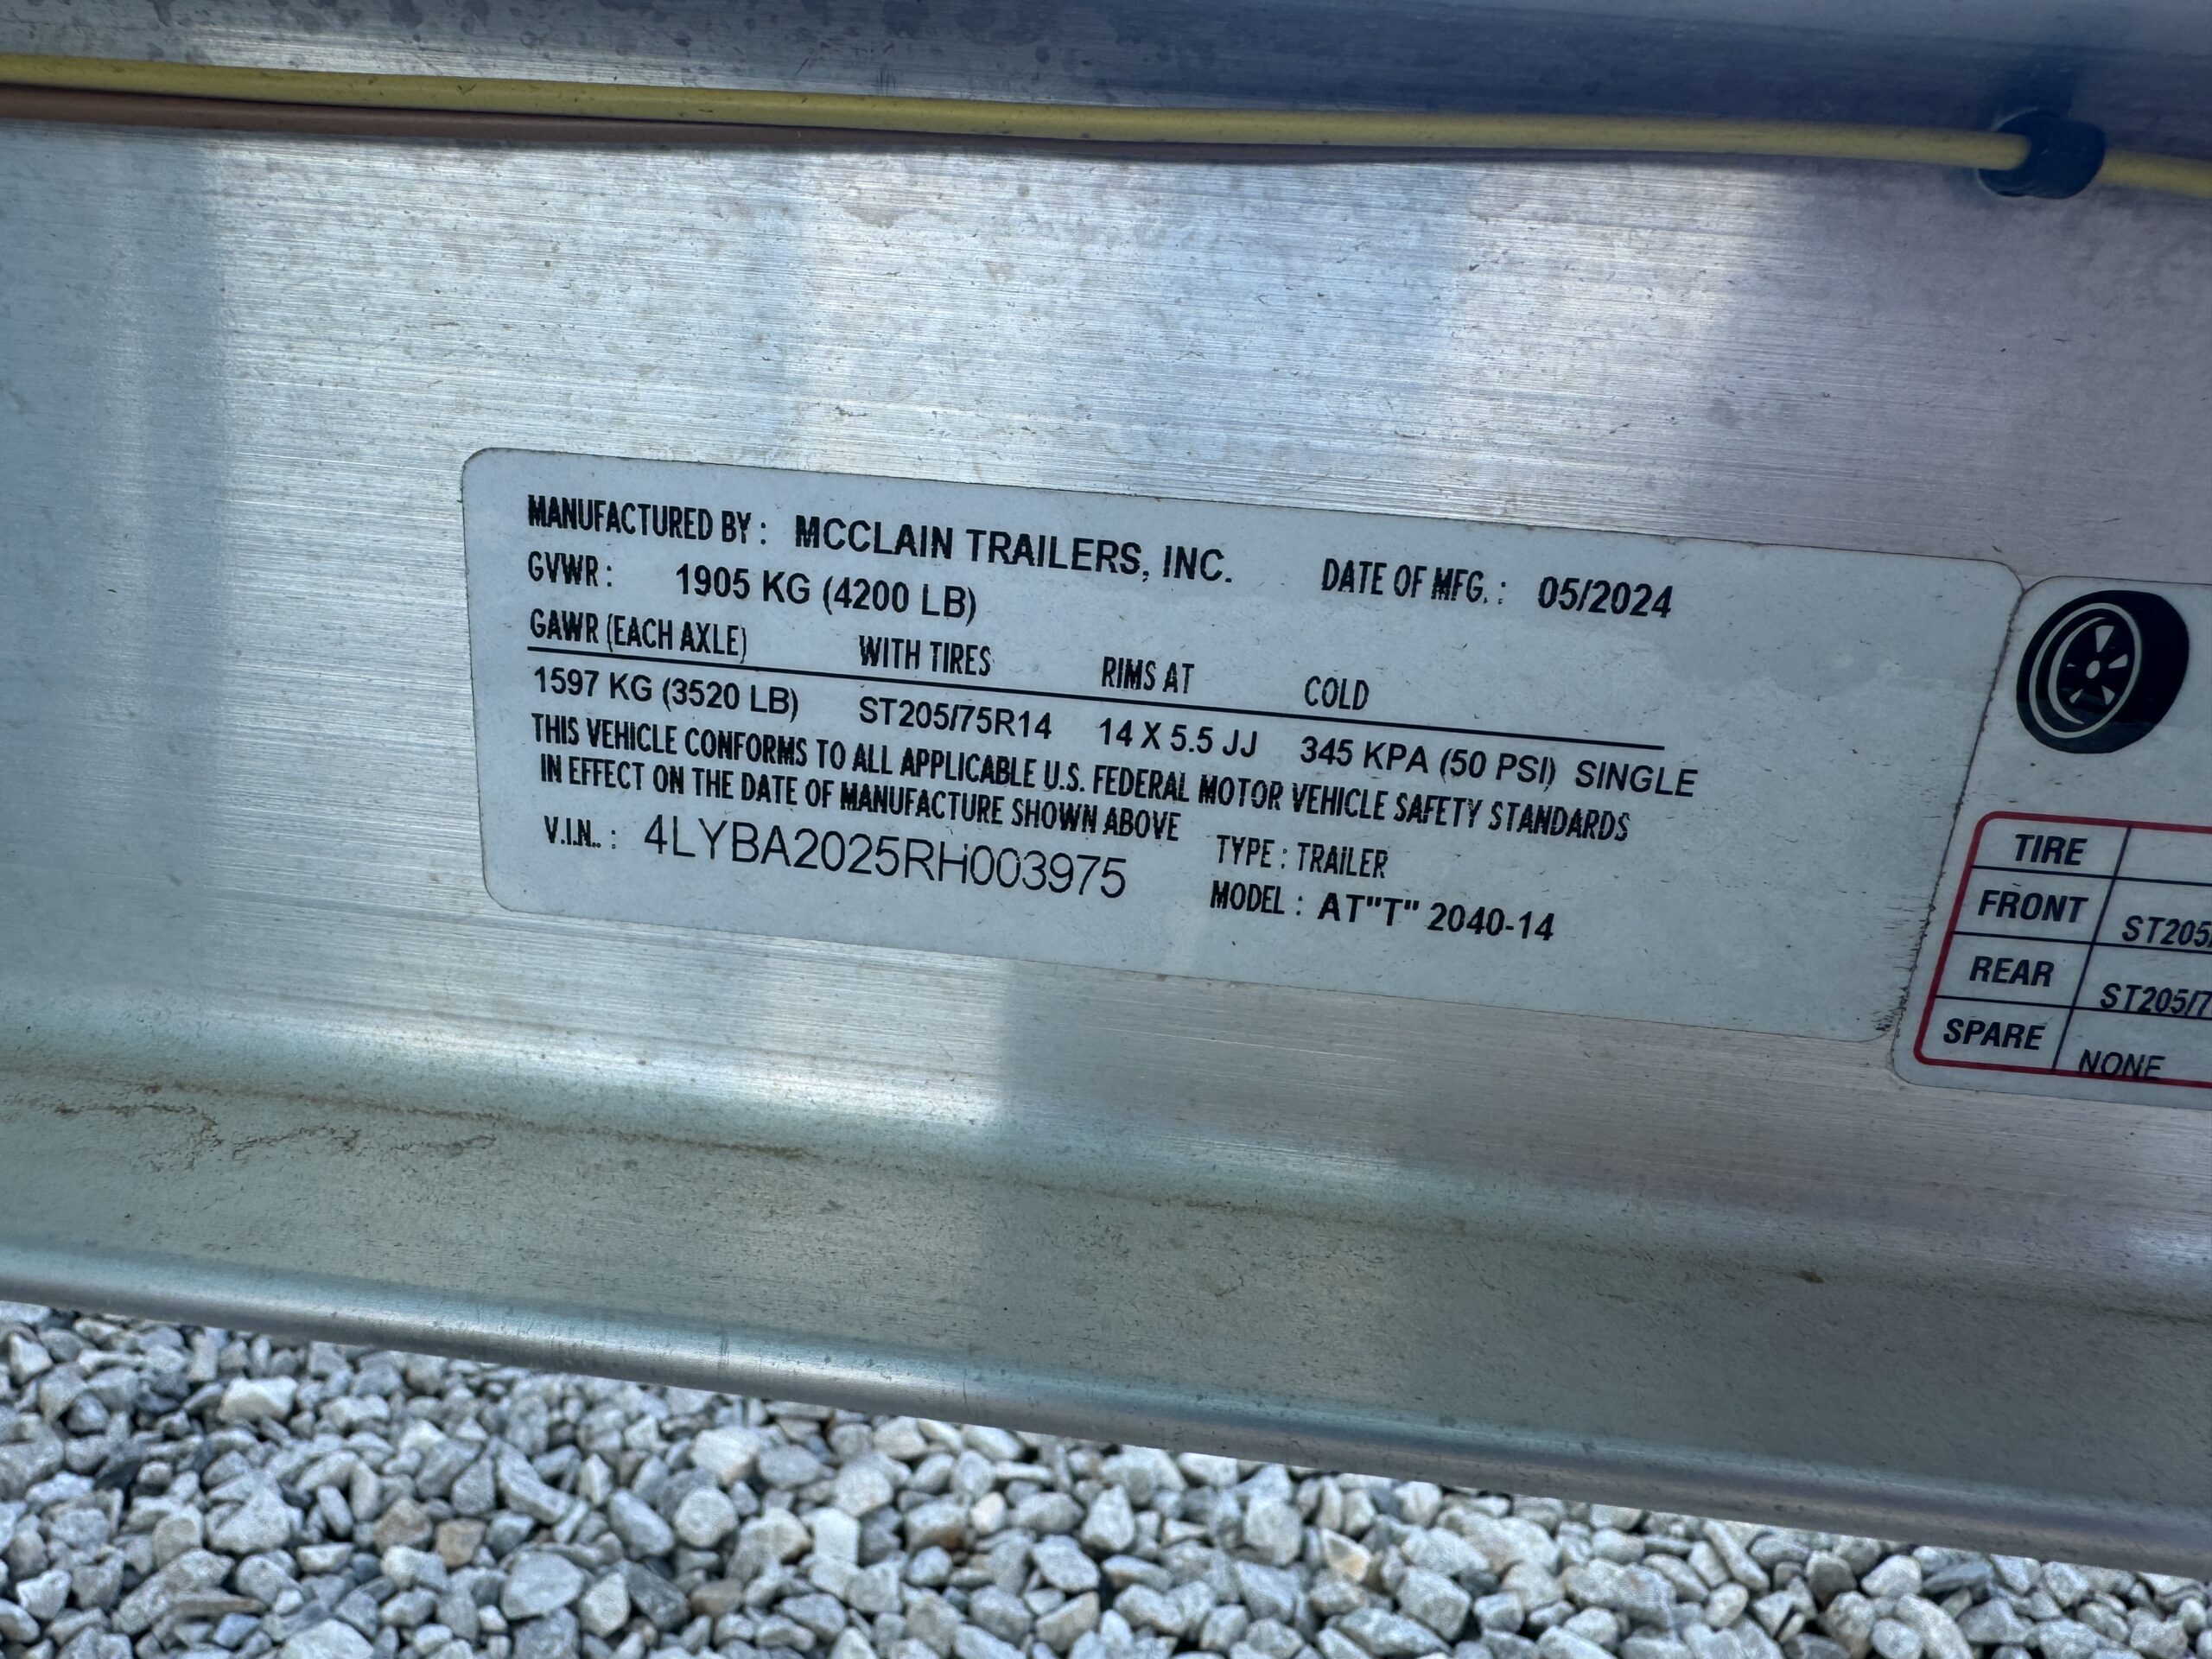 MANUFACTURED BY : MCCLAIN TRAILERS, INC. DATE OF MFG. : 05/2024
GVWR : 1905 KG (4200 LB)
GAWR (EACH AXLE) WITH TIRES RIMS AT COLD
1597 KG (3520 LB) ST205/75R14 14 X 5.5 JJ 345 KPA (50 PSI) SINGLE
THIS VEHICLE CONFORMS TO ALL APPLICABLE U.S. FEDERAL MOTOR VEHICLE SAFETY STANDARDS
IN EFFECT ON THE DATE OF MANUFACTURE SHOWN ABOVE
V.I.N.. : 4LYBA2025RH003975 TYPE : TRAILER
MODEL : AT"T" 2040-14
TIRE
FRONT ST205/
REAR ST205/7
SPARE NONE